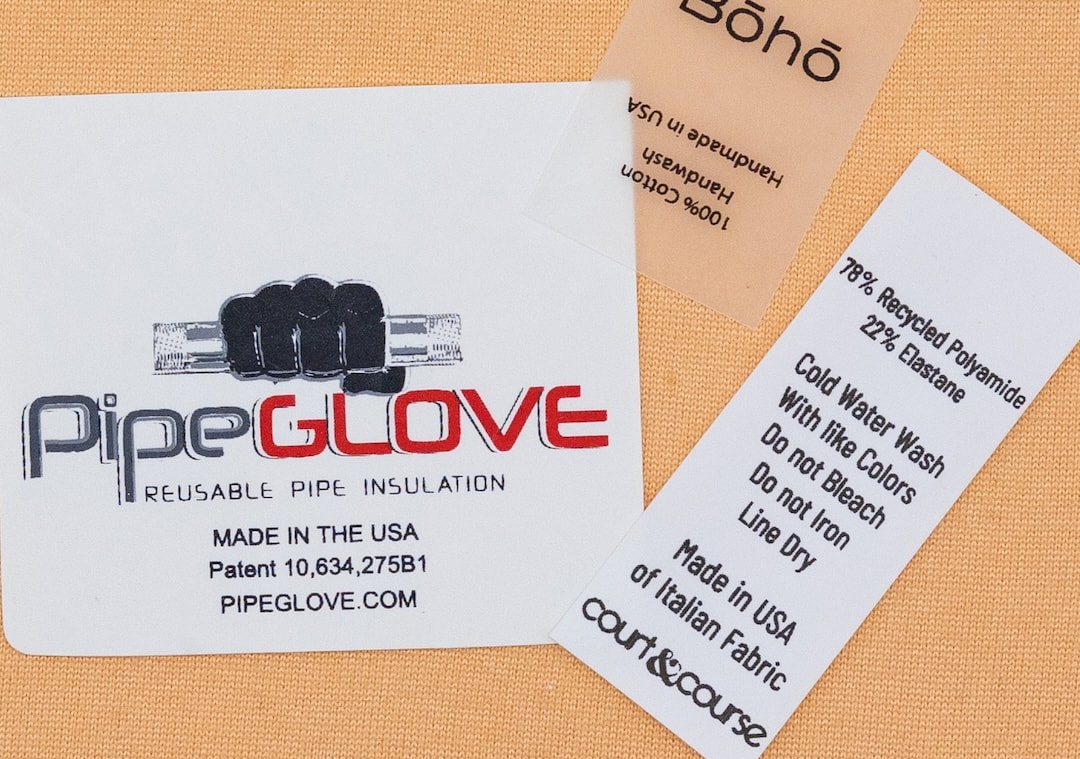 PipeGLOVE
REUSABLE PIPE INSULATION
MADE IN THE USA
Patent 10,634,275B1
PIPEGLOVE.COM
Bōhō
100% Cotton
Handwash
Handmade in USA
78% Recycled Polyamide
22% Elastane
Cold Water Wash
With like Colors
Do not Bleach
Do not Iron
Line Dry
Made in USA
of Italian Fabric
court&course